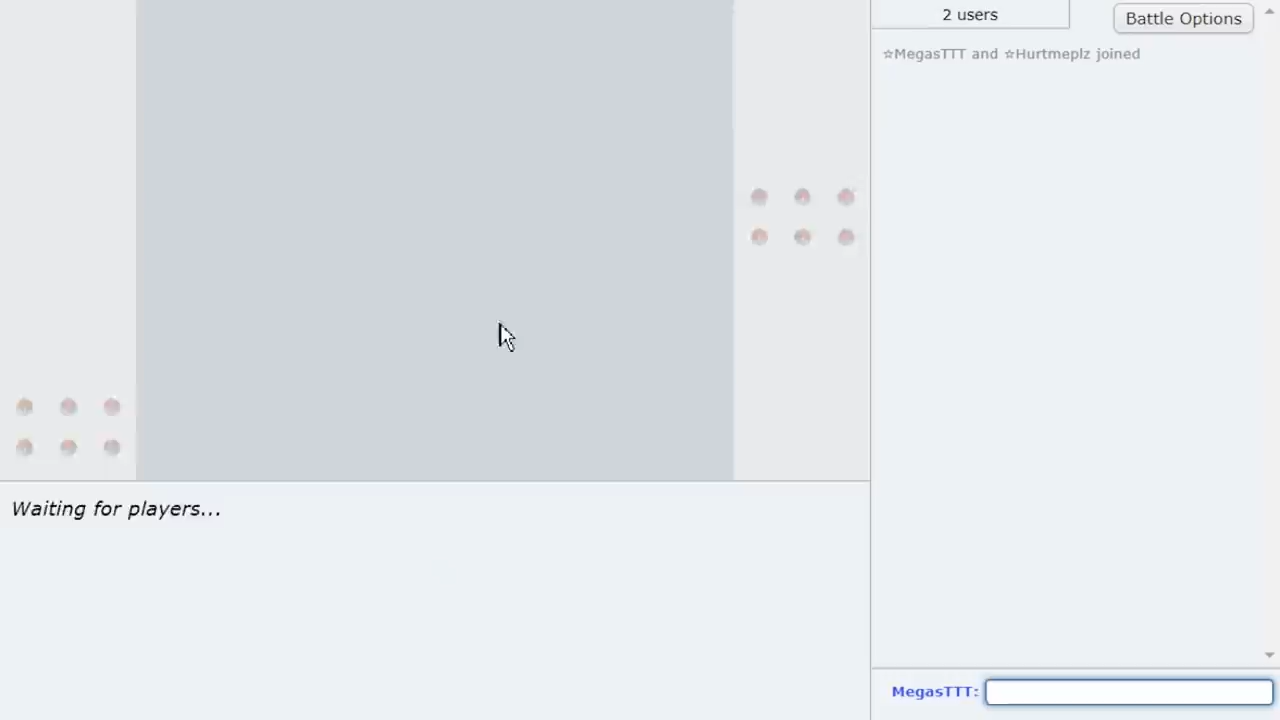 2 users
Battle Options
☆MegasTTT and ☆Hurtmeplz joined
Waiting for players...
MegasTTT: